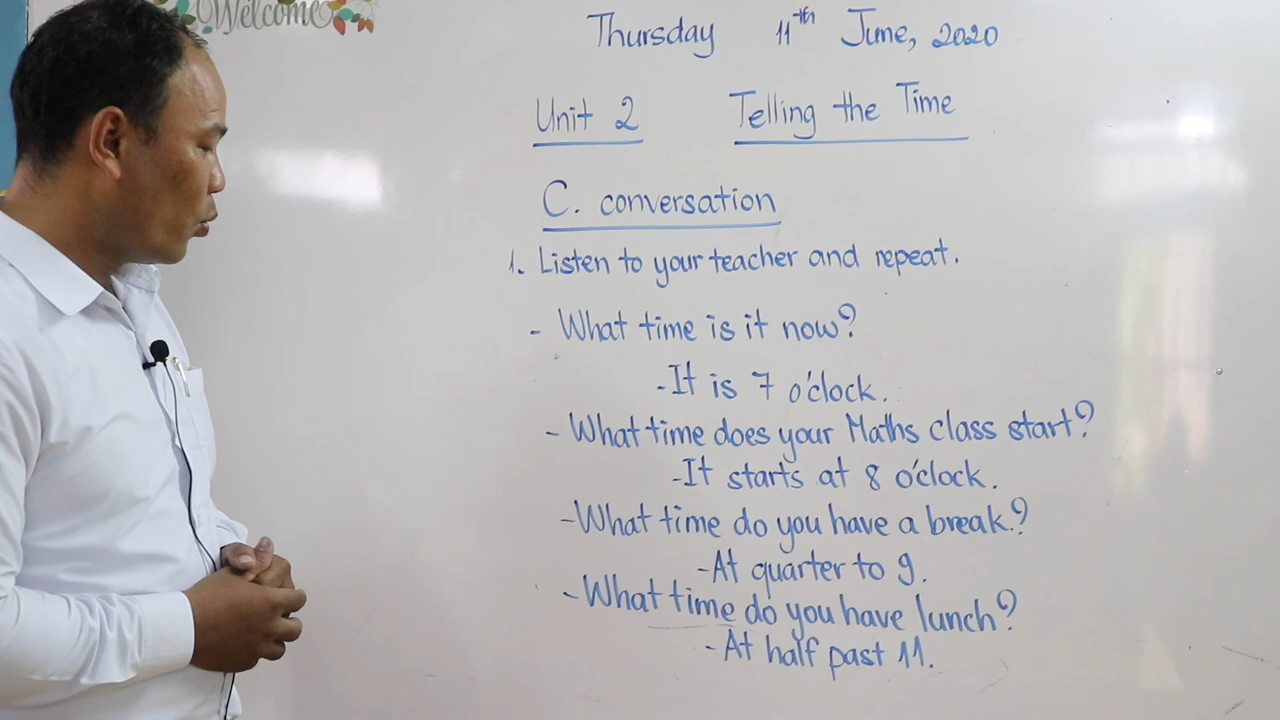 Welcome
Thursday 11th June, 2020
Unit 2 Telling the Time
C. conversation
1. Listen to your teacher and repeat.
- What time is it now?
- It is 7 o'clock.
- What time does your Maths class start?
- It starts at 8 o'clock.
- What time do you have a break.?
- At quarter to 9.
- What time do you have lunch?
- At half past 11.